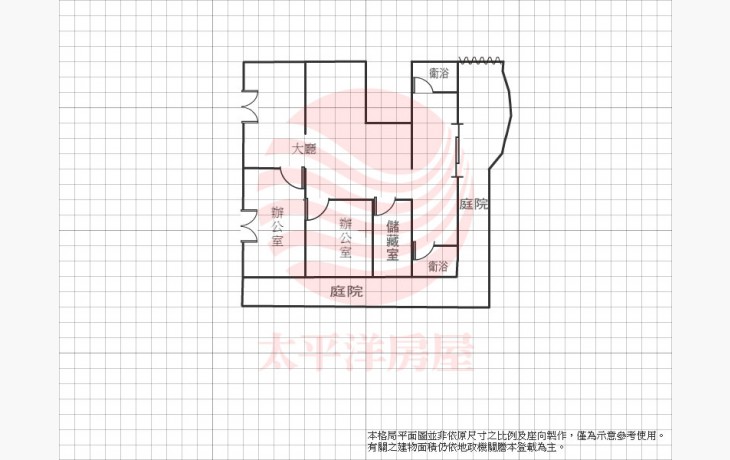 衛浴
大廳
庭院
辦公室
辦公室
儲藏室
衛浴
庭院
太平洋房屋
本格局平面圖並非依原尺寸之比例及座向製作，僅為示意參考使用。
有關之建物面積仍依地政機關謄本登載為主。